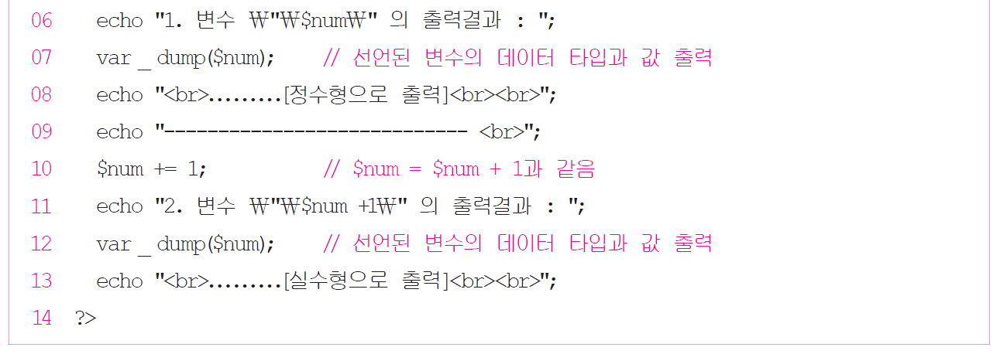 06 echo "1. 변수 ₩"₩$num₩" 의 출력결과 : ";
07 var _ dump($num); // 선언된 변수의 데이터 타입과 값 출력
08 echo "<br>.........[정수형으로 출력]<br><br>";
09 echo "---------------------------- <br>";
10 $num += 1; // $num = $num + 1과 같음
11 echo "2. 변수 ₩"₩$num +1₩" 의 출력결과 : ";
12 var _ dump($num); // 선언된 변수의 데이터 타입과 값 출력
13 echo "<br>.........[실수형으로 출력]<br><br>";
14 ?>